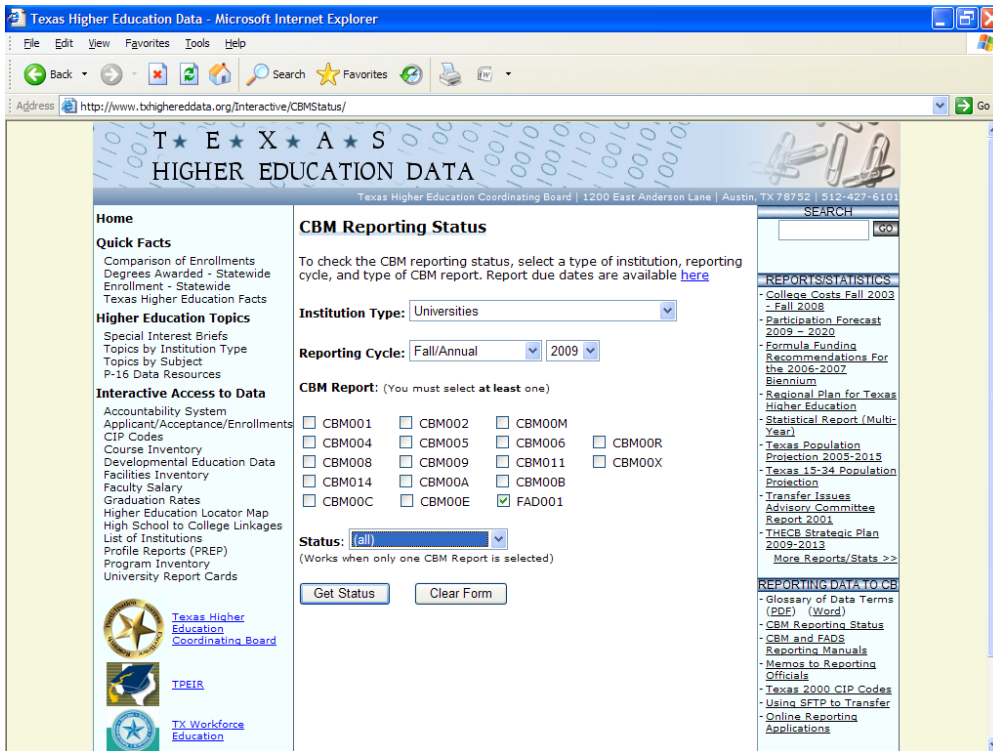 Texas Higher Education Data - Microsoft Internet Explorer
File Edit View Favorites Tools Help
Back Search Favorites
Address http://www.txhighereddata.org/Interactive/CBMStatus/ Go
T★E★X★A★S
HIGHER EDUCATION DATA
Texas Higher Education Coordinating Board | 1200 East Anderson Lane | Austin, TX 78752 | 512-427-6101
Home
Quick Facts
Comparison of Enrollments
Degrees Awarded - Statewide
Enrollment - Statewide
Texas Higher Education Facts
Higher Education Topics
Special Interest Briefs
Topics by Institution Type
Topics by Subject
P-16 Data Resources
Interactive Access to Data
Accountability System
Applicant/Acceptance/Enrollments
CIP Codes
Course Inventory
Developmental Education Data
Facilities Inventory
Faculty Salary
Graduation Rates
Higher Education Locator Map
High School to College Linkages
List of Institutions
Profile Reports (PREP)
Program Inventory
University Report Cards
Texas Higher
Education
Coordinating Board
TPEIR
TX Workforce
Education
CBM Reporting Status
To check the CBM reporting status, select a type of institution, reporting
cycle, and type of CBM report. Report due dates are available here
Institution Type: Universities
Reporting Cycle: Fall/Annual 2009
CBM Report: (You must select at least one)
CBM001 CBM002 CBM00M
CBM004 CBM005 CBM006 CBM00R
CBM008 CBM009 CBM011 CBM00X
CBM014 CBM00A CBM00B
CBM00C CBM00E FAD001
Status: (all)
(Works when only one CBM Report is selected)
Get Status Clear Form
SEARCH
GO
REPORTS/STATISTICS
- College Costs Fall 2003
- Fall 2008
- Participation Forecast
2009 – 2020
- Formula Funding
Recommendations For
the 2006-2007
Biennium
- Regional Plan for Texas
Higher Education
- Statistical Report (Multi-
Year)
- Texas Population
Projection 2005-2015
- Texas 15-34 Population
Projection
- Transfer Issues
Advisory Committee
Report 2001
- THECB Strategic Plan
2009-2013
More Reports/Stats >>
REPORTING DATA TO CB
- Glossary of Data Terms
(PDF) (Word)
- CBM Reporting Status
- CBM and FADS
Reporting Manuals
- Memos to Reporting
Officials
- Texas 2000 CIP Codes
- Using SFTP to Transfer
- Online Reporting
Applications